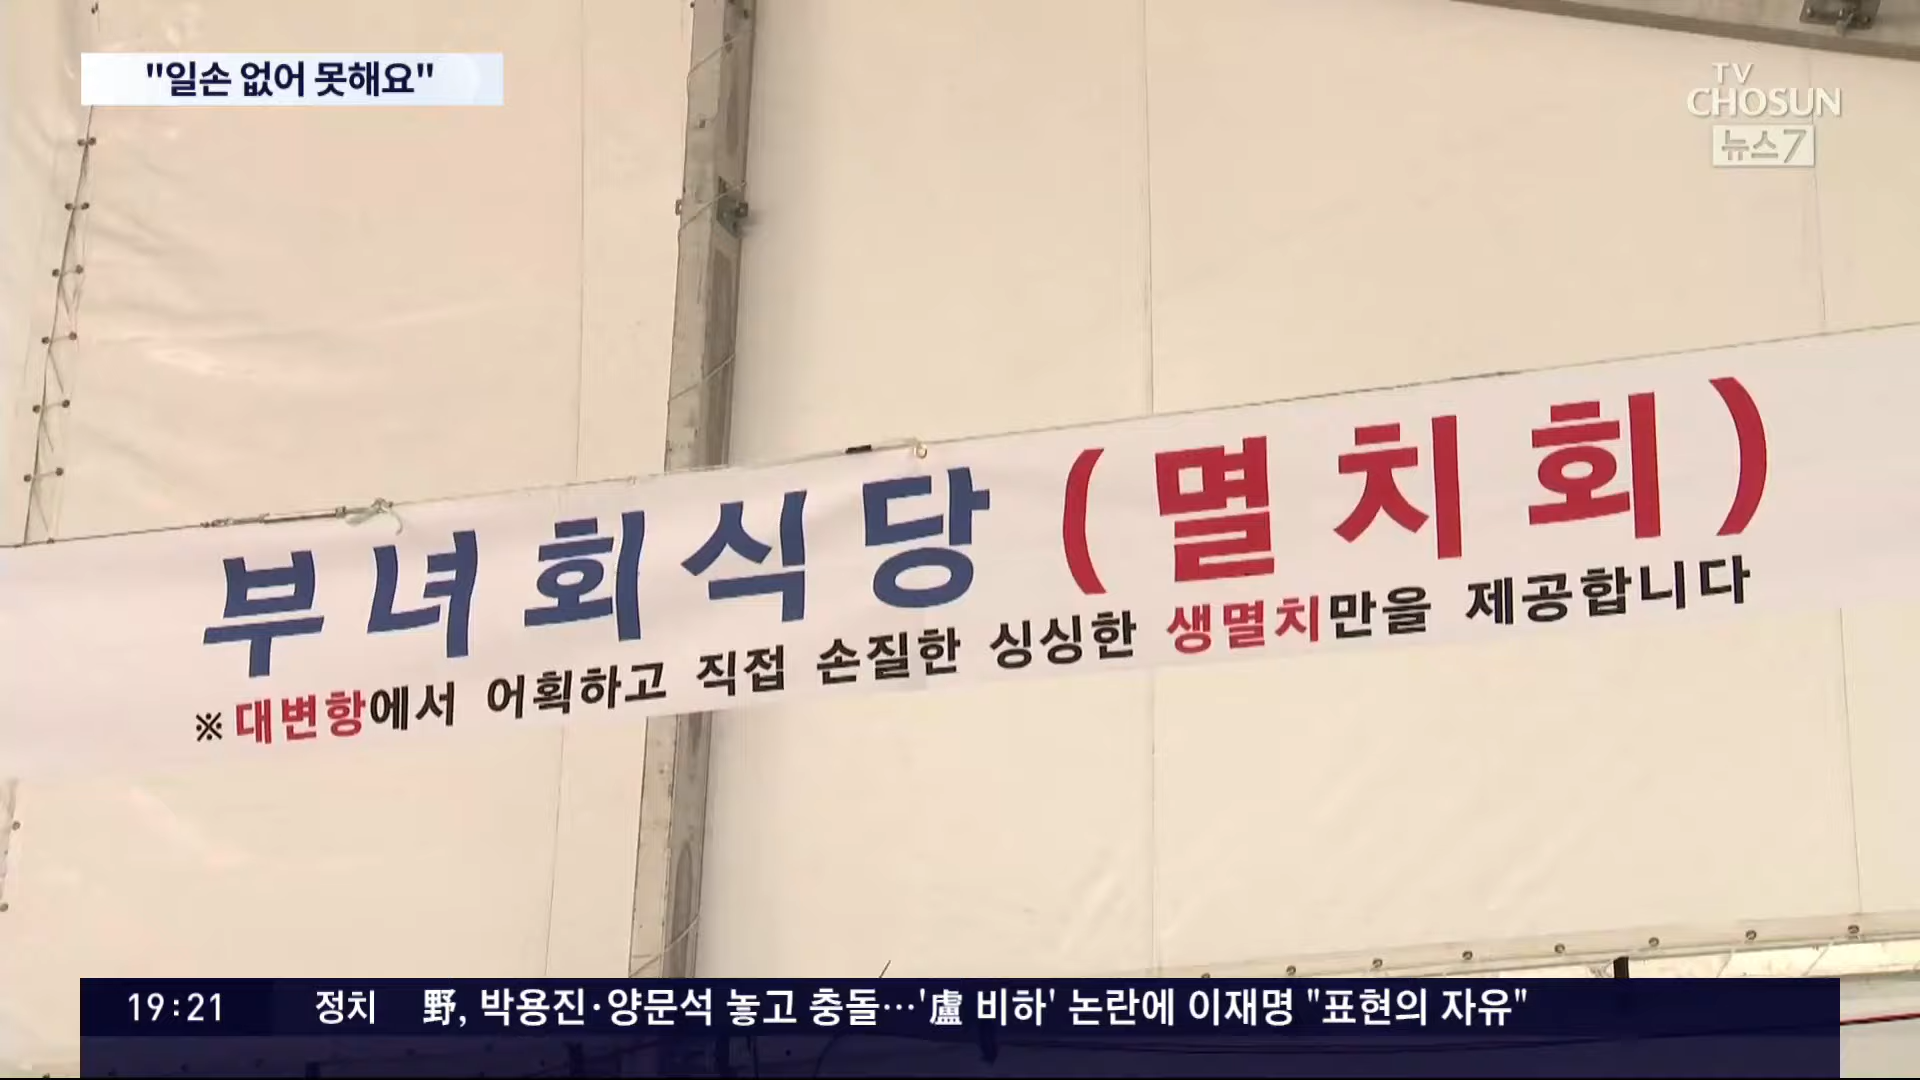 "일손 없어 못해요"
TV
CHOSUN
뉴스7
부녀회식당 (멸치회)
※대변항에서 어획하고 직접 손질한 싱싱한 생멸치만을 제공합니다
19:21 정치 野, 박용진·양문석 놓고 충돌…'盧 비하' 논란에 이재명 "표현의 자유"